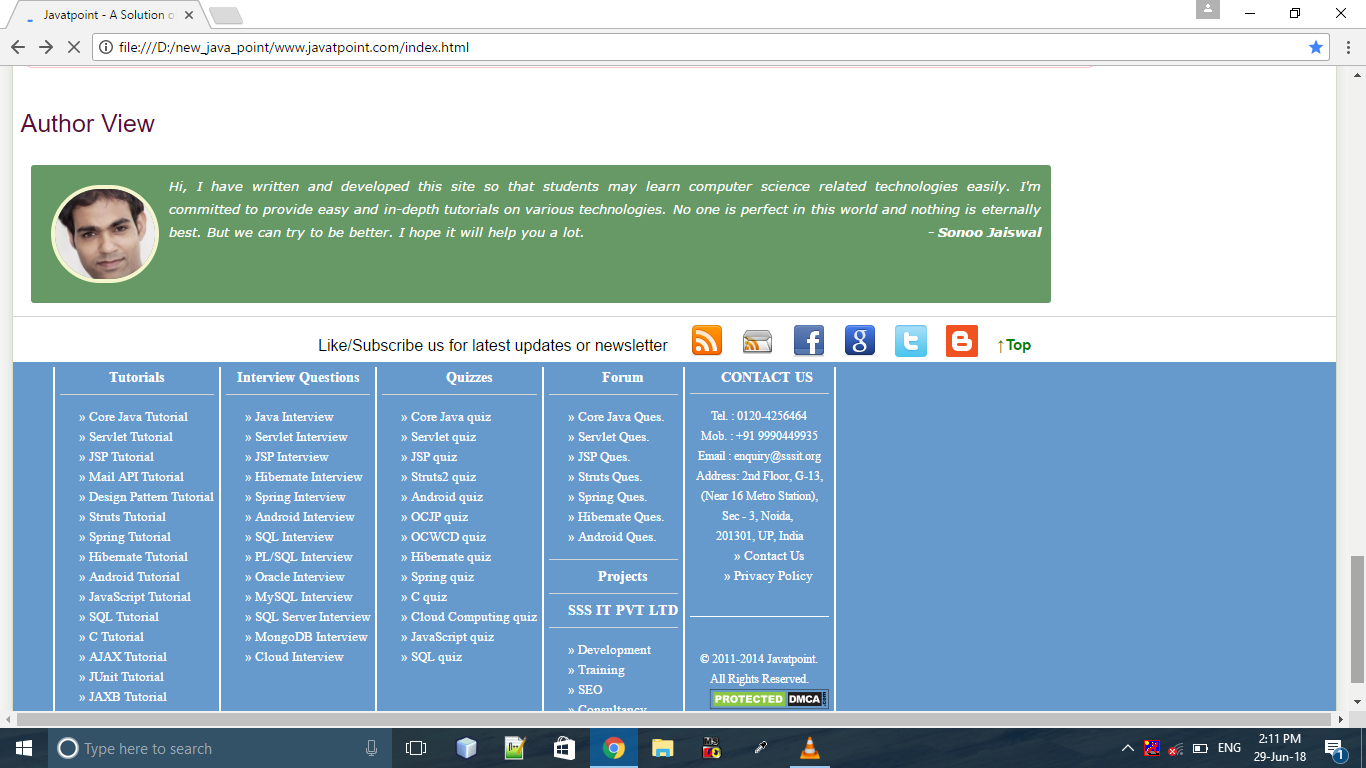 Javatpoint - A Solution o
file:///D:/new_java_point/www.javatpoint.com/index.html
Author View
Hi, I have written and developed this site so that students may learn computer science related technologies easily. I'm
committed to provide easy and in-depth tutorials on various technologies. No one is perfect in this world and nothing is eternally
best. But we can try to be better. I hope it will help you a lot. - Sonoo Jaiswal
Like/Subscribe us for latest updates or newsletter ↑Top
Tutorials
» Core Java Tutorial
» Servlet Tutorial
» JSP Tutorial
» Mail API Tutorial
» Design Pattern Tutorial
» Struts Tutorial
» Spring Tutorial
» Hibernate Tutorial
» Android Tutorial
» JavaScript Tutorial
» SQL Tutorial
» C Tutorial
» AJAX Tutorial
» JUnit Tutorial
» JAXB Tutorial
Interview Questions
» Java Interview
» Servlet Interview
» JSP Interview
» Hibernate Interview
» Spring Interview
» Android Interview
» SQL Interview
» PL/SQL Interview
» Oracle Interview
» MySQL Interview
» SQL Server Interview
» MongoDB Interview
» Cloud Interview
Quizzes
» Core Java quiz
» Servlet quiz
» JSP quiz
» Struts2 quiz
» Android quiz
» OCJP quiz
» OCWCD quiz
» Hibernate quiz
» Spring quiz
» C quiz
» Cloud Computing quiz
» JavaScript quiz
» SQL quiz
Forum
» Core Java Ques.
» Servlet Ques.
» JSP Ques.
» Struts Ques.
» Spring Ques.
» Hibernate Ques.
» Android Ques.
Projects
SSS IT PVT LTD
» Development
» Training
» SEO
» Consultancy
CONTACT US
Tel. : 0120-4256464
Mob. : +91 9990449935
Email : enquiry@sssit.org
Address: 2nd Floor, G-13,
(Near 16 Metro Station),
Sec - 3, Noida,
201301, UP, India
» Contact Us
» Privacy Policy
© 2011-2014 Javatpoint.
All Rights Reserved.
PROTECTED DMCA
Type here to search
ENG
2:11 PM
29-Jun-18
1